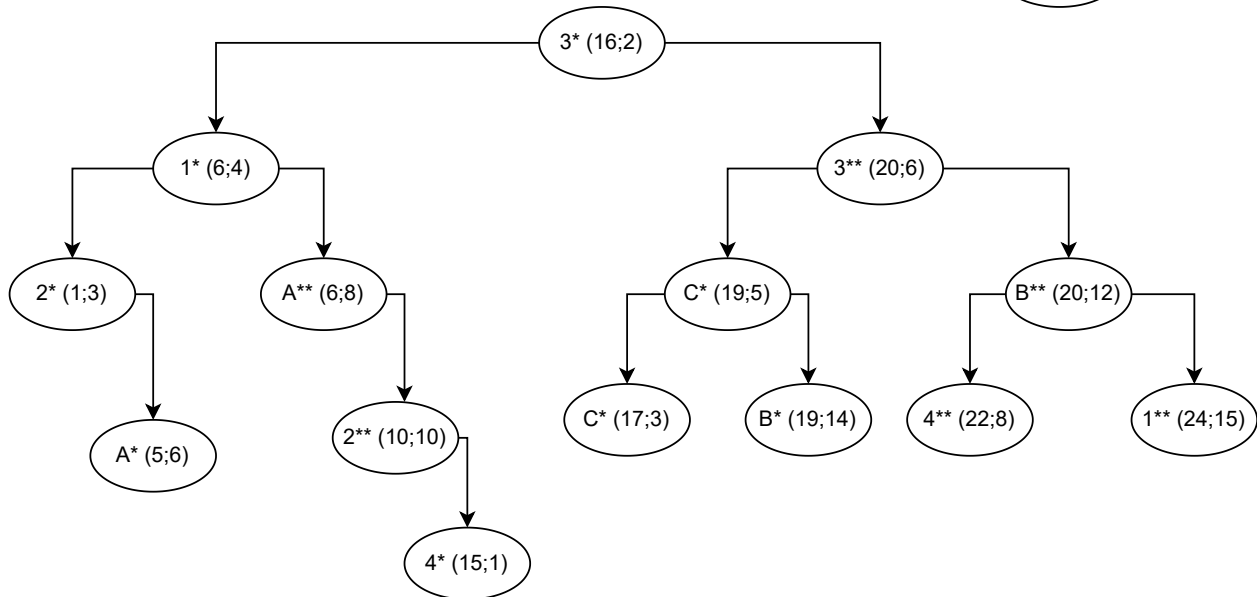 3* (16;2)
1* (6;4)
3** (20;6)
2* (1;3)
A** (6;8)
C* (19;5)
B** (20;12)
A* (5;6)
2** (10;10)
C* (17;3)
B* (19;14)
4** (22;8)
1** (24;15)
4* (15;1)